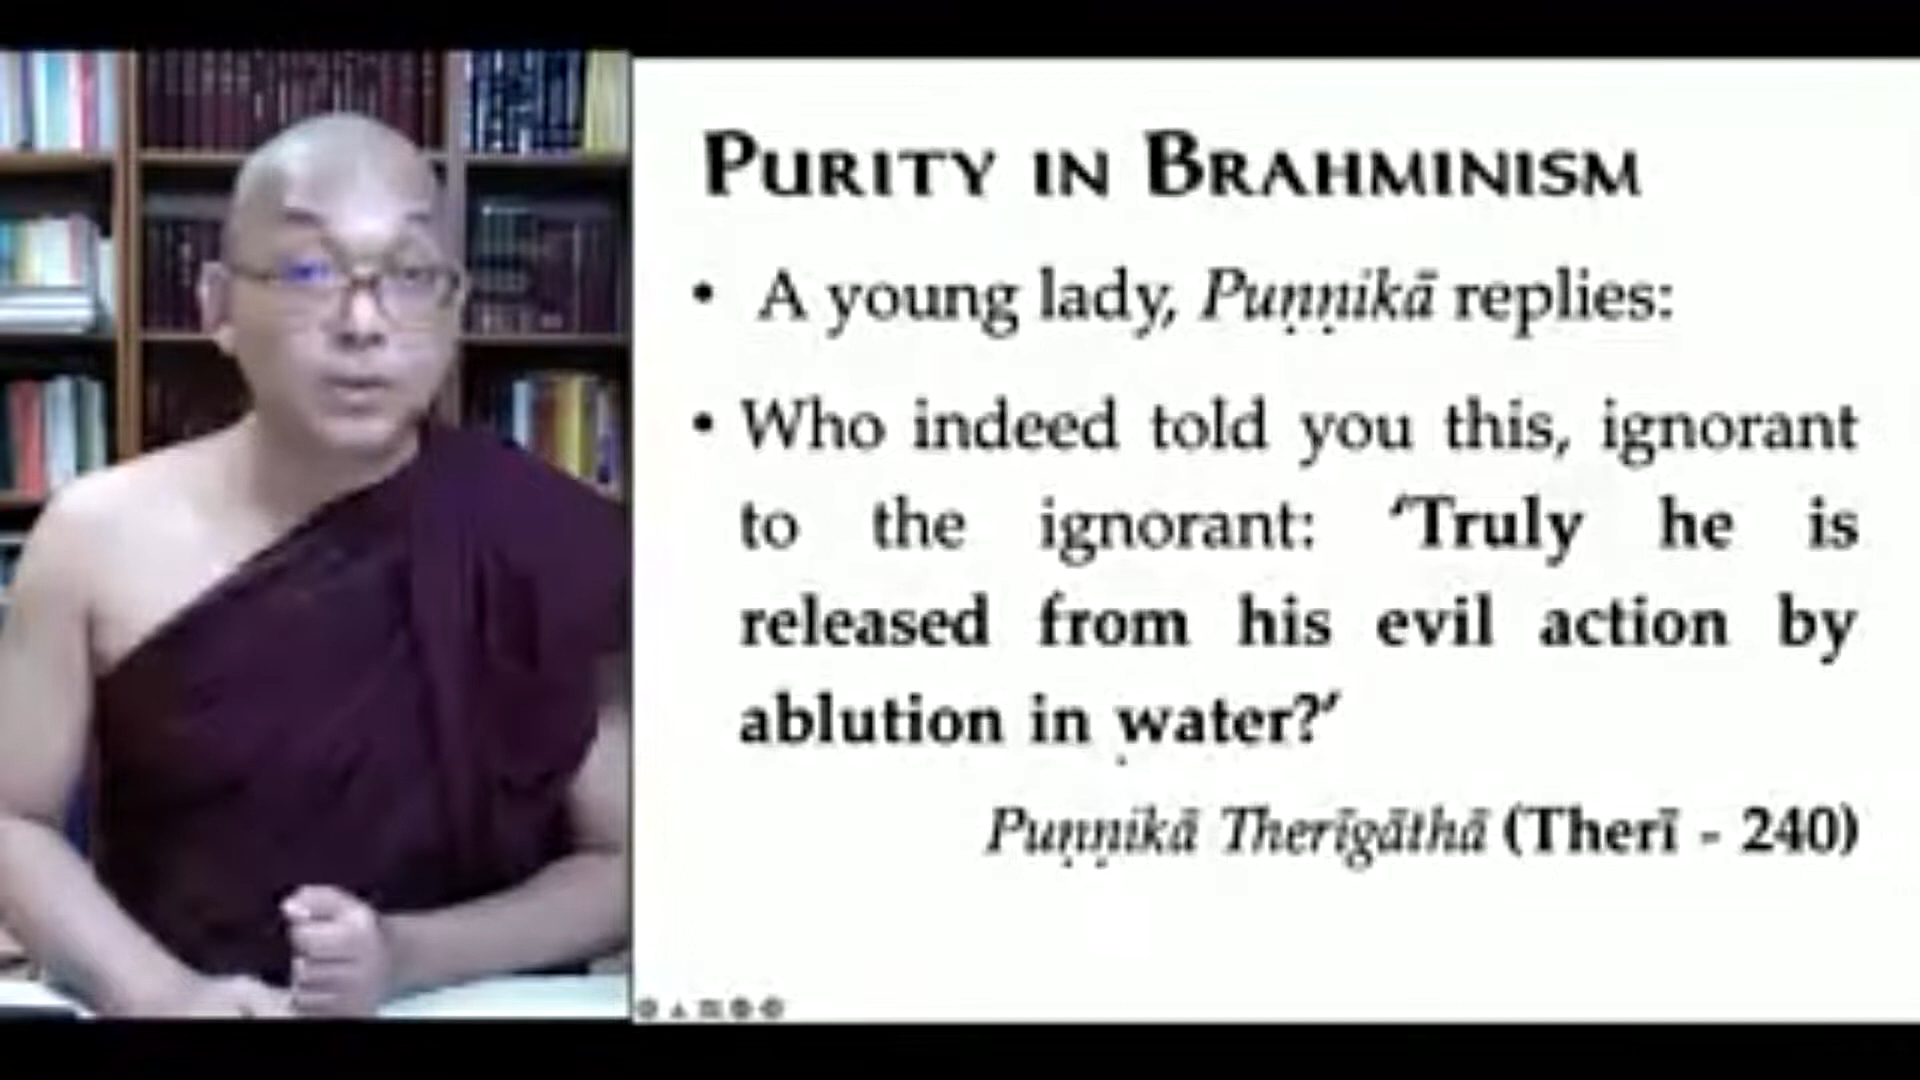 Purity in Brahminism
• A young lady, Puṇṇikā replies:
• Who indeed told you this, ignorant
to the ignorant: ‘Truly he is
released from his evil action by
ablution in water?’
Puṇṇikā Therīgāthā (Therī - 240)